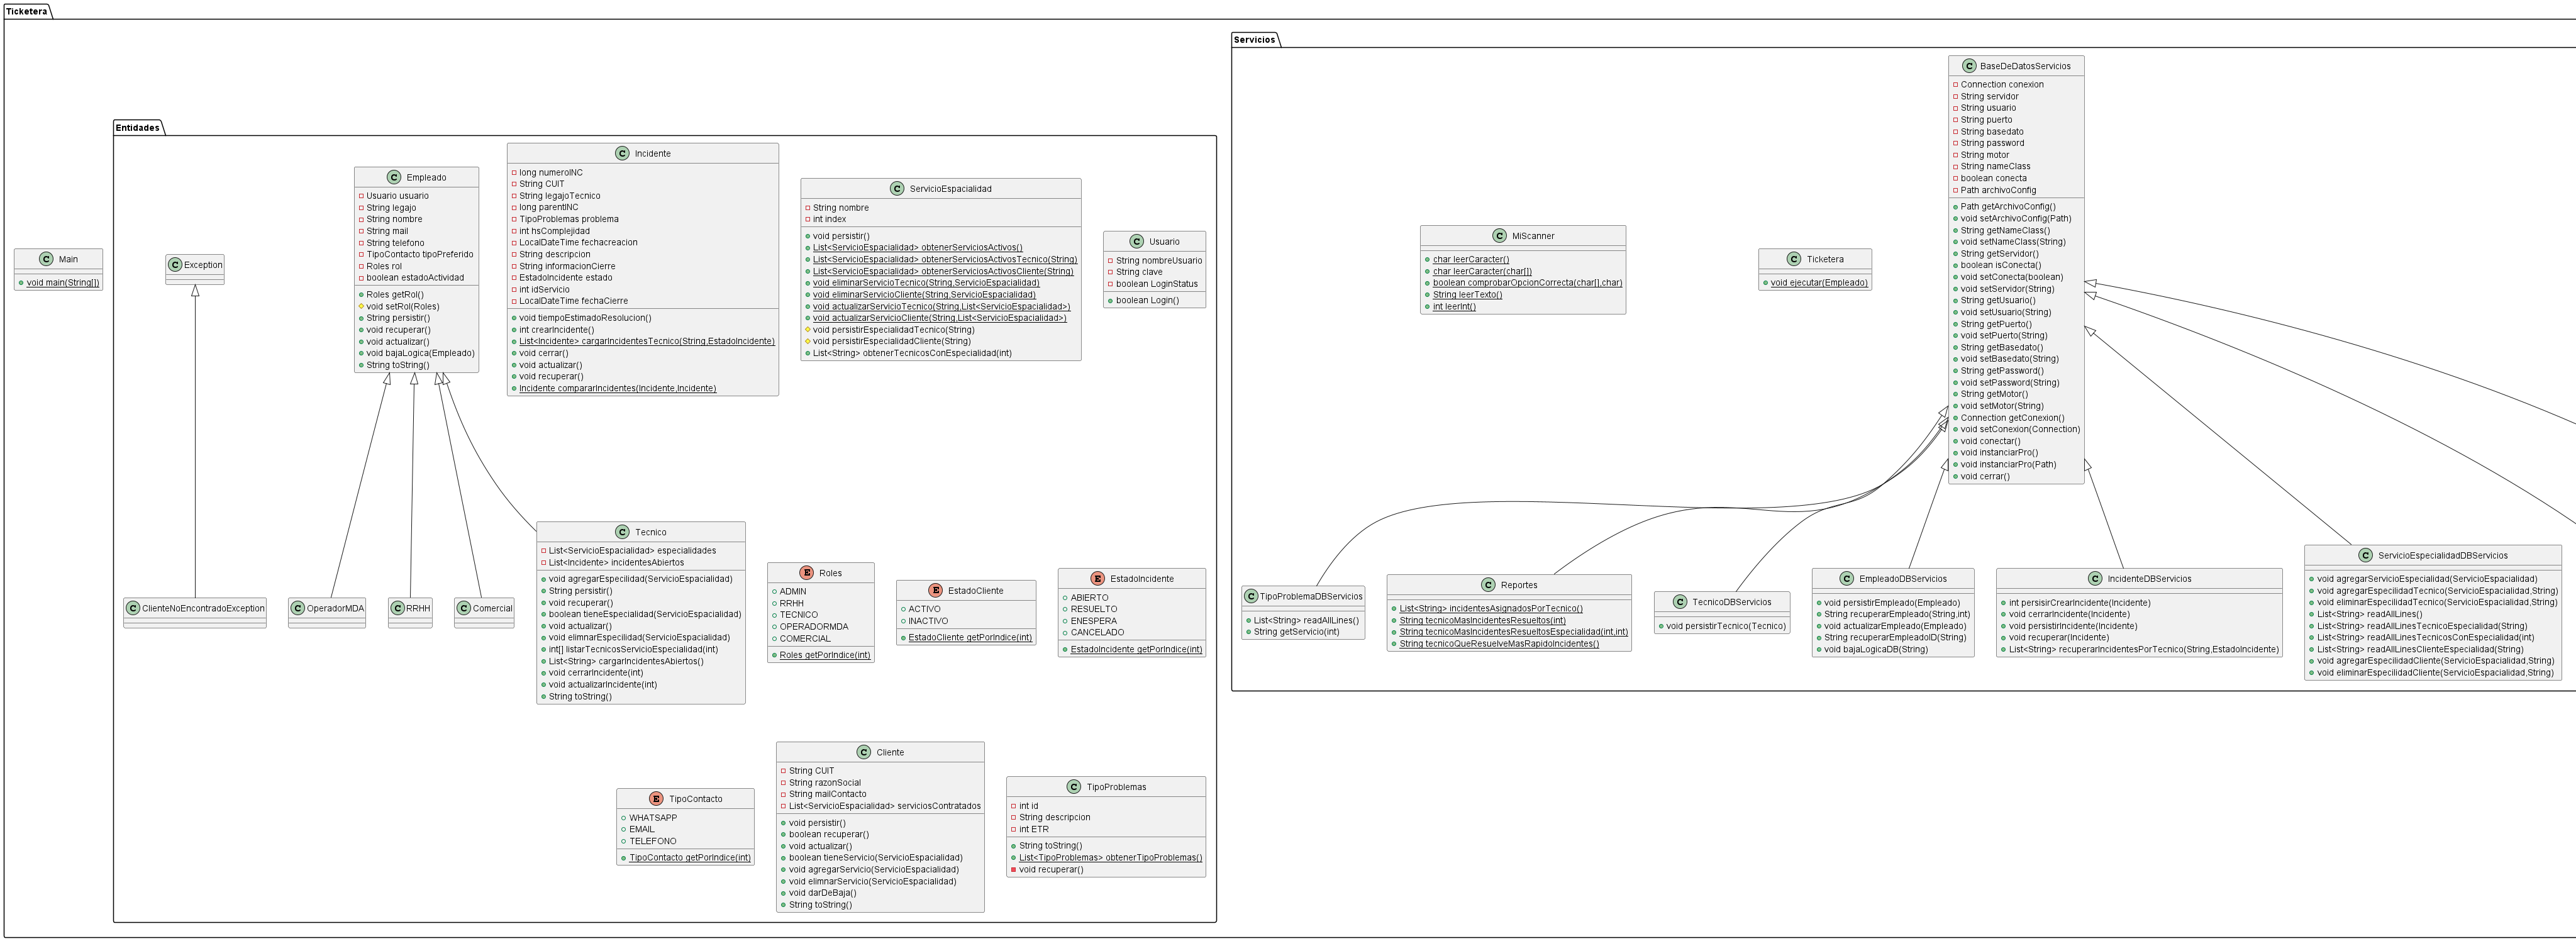 Ticketera
Servicios
BaseDeDatosServicios
Connection conexion
String servidor
String usuario
String puerto
String basedato
String password
String motor
String nameClass
boolean conecta
Path archivoConfig
Path getArchivoConfig()
void setArchivoConfig(Path)
String getNameClass()
void setNameClass(String)
String getServidor()
boolean isConecta()
void setConecta(boolean)
void setServidor(String)
String getUsuario()
void setUsuario(String)
String getPuerto()
void setPuerto(String)
String getBasedato()
void setBasedato(String)
String getPassword()
void setPassword(String)
String getMotor()
void setMotor(String)
Connection getConexion()
void setConexion(Connection)
void conectar()
void instanciarPro()
void instanciarPro(Path)
void cerrar()
Entidades
Empleado
Usuario usuario
String legajo
String nombre
String mail
String telefono
TipoContacto tipoPreferido
Roles rol
boolean estadoActividad
Roles getRol()
void setRol(Roles)
String persistir()
void recuperar()
void actualizar()
void bajaLogica(Empleado)
String toString()
Incidente
long numeroINC
String CUIT
String legajoTecnico
long parentINC
TipoProblemas problema
int hsComplejidad
LocalDateTime fechacreacion
String descripcion
String informacionCierre
EstadoIncidente estado
int idServicio
LocalDateTime fechaCierre
void tiempoEstimadoResolucion()
int crearIncidente()
List<Incidente> cargarIncidentesTecnico(String,EstadoIncidente)
void cerrar()
void actualizar()
void recuperar()
Incidente compararIncidentes(Incidente,Incidente)
ServicioEspacialidad
String nombre
int index
void persistir()
List<ServicioEspacialidad> obtenerServiciosActivos()
List<ServicioEspacialidad> obtenerServiciosActivosTecnico(String)
List<ServicioEspacialidad> obtenerServiciosActivosCliente(String)
void eliminarServicioTecnico(String,ServicioEspacialidad)
void eliminarServicioCliente(String,ServicioEspacialidad)
void actualizarServicioTecnico(String,List<ServicioEspacialidad>)
void actualizarServicioCliente(String,List<ServicioEspacialidad>)
void persistirEspecialidadTecnico(String)
void persistirEspecialidadCliente(String)
List<String> obtenerTecnicosConEspecialidad(int)
Usuario
String nombreUsuario
String clave
boolean LoginStatus
boolean Login()
Main
void main(String[])
Exception
MiScanner
char leerCaracter()
char leerCaracter(char[])
boolean comprobarOpcionCorrecta(char[],char)
String leerTexto()
int leerInt()
Ticketera
void ejecutar(Empleado)
ClienteNoEncontradoException
OperadorMDA
RRHH
Comercial
Tecnico
List<ServicioEspacialidad> especialidades
List<Incidente> incidentesAbiertos
void agregarEspecilidad(ServicioEspacialidad)
String persistir()
void recuperar()
boolean tieneEspecilidad(ServicioEspacialidad)
void actualizar()
void elimnarEspecilidad(ServicioEspacialidad)
int[] listarTecnicosServicioEspecialidad(int)
List<String> cargarIncidentesAbiertos()
void cerrarIncidente(int)
void actualizarIncidente(int)
String toString()
Roles
ADMIN
RRHH
TECNICO
OPERADORMDA
COMERCIAL
Roles getPorIndice(int)
EstadoCliente
ACTIVO
INACTIVO
EstadoCliente getPorIndice(int)
EstadoIncidente
ABIERTO
RESUELTO
ENESPERA
CANCELADO
EstadoIncidente getPorIndice(int)
TipoProblemaDBServicios
List<String> readAllLines()
String getServicio(int)
Reportes
List<String> incidentesAsignadosPorTecnico()
String tecnicoMasIncidentesResueltos(int)
String tecnicoMasIncidentesResueltosEspecialidad(int,int)
String tecnicoQueResuelveMasRapidoIncidentes()
TecnicoDBServicios
void persistirTecnico(Tecnico)
EmpleadoDBServicios
void persistirEmpleado(Empleado)
String recuperarEmpleado(String,int)
void actualizarEmpleado(Empleado)
String recuperarEmpleadoID(String)
void bajaLogicaDB(String)
IncidenteDBServicios
int persisirCrearIncidente(Incidente)
void cerrarIncidente(Incidente)
void persistirIncidente(Incidente)
void recuperar(Incidente)
List<String> recuperarIncidentesPorTecnico(String,EstadoIncidente)
ServicioEspecialidadDBServicios
void agregarServicioEspecialidad(ServicioEspacialidad)
void agregarEspecilidadTecnico(ServicioEspacialidad,String)
void eliminarEspecilidadTecnico(ServicioEspacialidad,String)
List<String> readAllLines()
List<String> readAllLinesTecnicoEspecialidad(String)
List<String> readAllLinesTecnicosConEspecialidad(int)
List<String> readAllLinesClienteEspecialidad(String)
void agregarEspecilidadCliente(ServicioEspacialidad,String)
void eliminarEspecilidadCliente(ServicioEspacialidad,String)
TipoContacto
WHATSAPP
EMAIL
TELEFONO
TipoContacto getPorIndice(int)
Cliente
String CUIT
String razonSocial
String mailContacto
List<ServicioEspacialidad> serviciosContratados
void persistir()
boolean recuperar()
void actualizar()
boolean tieneServicio(ServicioEspacialidad)
void agregarServicio(ServicioEspacialidad)
void elimnarServicio(ServicioEspacialidad)
void darDeBaja()
String toString()
TipoProblemas
int id
String descripcion
int ETR
String toString()
List<TipoProblemas> obtenerTipoProblemas()
void recuperar()